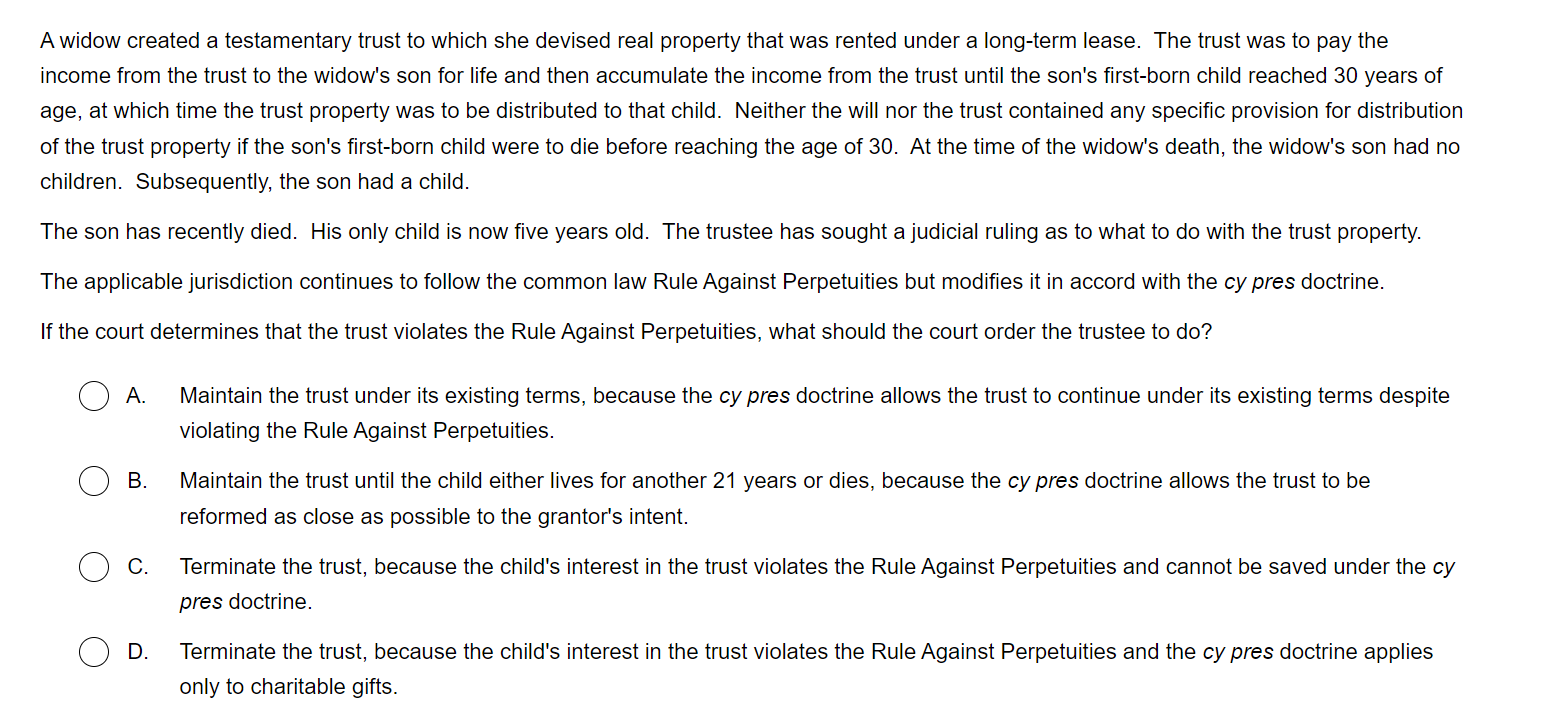 A widow created a testamentary trust to which she devised real property that was rented under a long-term lease.  The trust was to pay the
income from the trust to the widow's son for life and then accumulate the income from the trust until the son's first-born child reached 30 years of
age, at which time the trust property was to be distributed to that child.  Neither the will nor the trust contained any specific provision for distribution
of the trust property if the son's first-born child were to die before reaching the age of 30.  At the time of the widow's death, the widow's son had no
children.  Subsequently, the son had a child.
The son has recently died.  His only child is now five years old.  The trustee has sought a judicial ruling as to what to do with the trust property.
The applicable jurisdiction continues to follow the common law Rule Against Perpetuities but modifies it in accord with the cy pres doctrine.
If the court determines that the trust violates the Rule Against Perpetuities, what should the court order the trustee to do?
A. Maintain the trust under its existing terms, because the cy pres doctrine allows the trust to continue under its existing terms despite
violating the Rule Against Perpetuities.
B. Maintain the trust until the child either lives for another 21 years or dies, because the cy pres doctrine allows the trust to be
reformed as close as possible to the grantor's intent.
C. Terminate the trust, because the child's interest in the trust violates the Rule Against Perpetuities and cannot be saved under the cy
pres doctrine.
D. Terminate the trust, because the child's interest in the trust violates the Rule Against Perpetuities and the cy pres doctrine applies
only to charitable gifts.